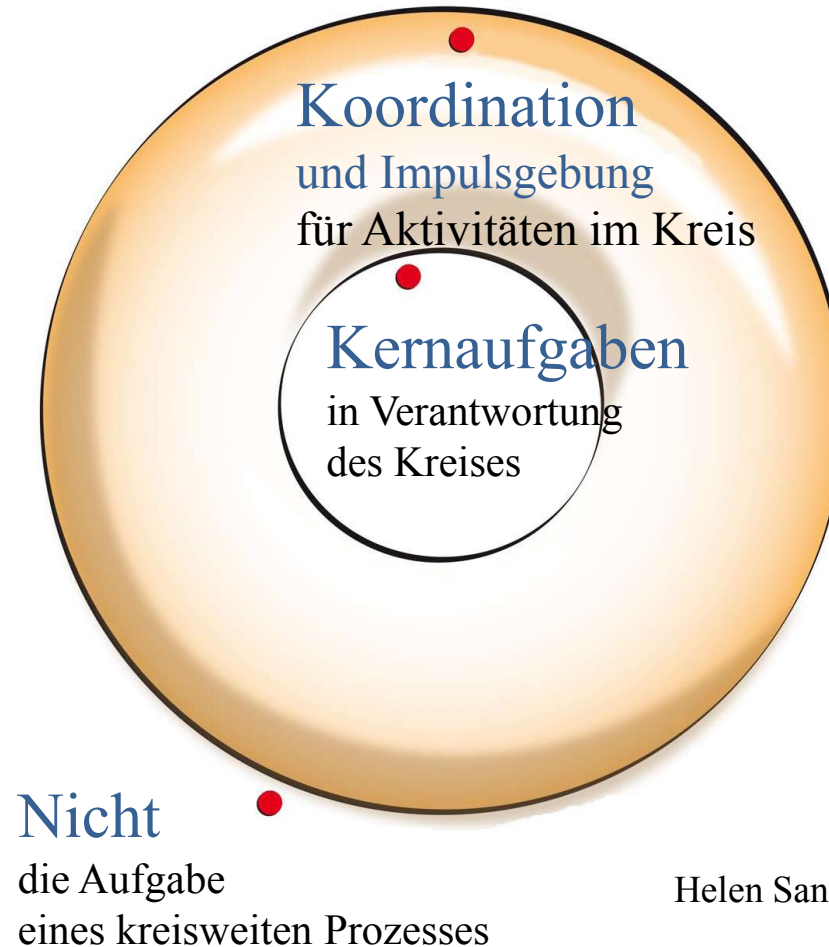 Koordination
und Impulsgebung
für Aktivitäten im Kreis
Kernaufgaben
in Verantwortung
des Kreises
Nicht
die Aufgabe
eines kreisweiten Prozesses
Helen San